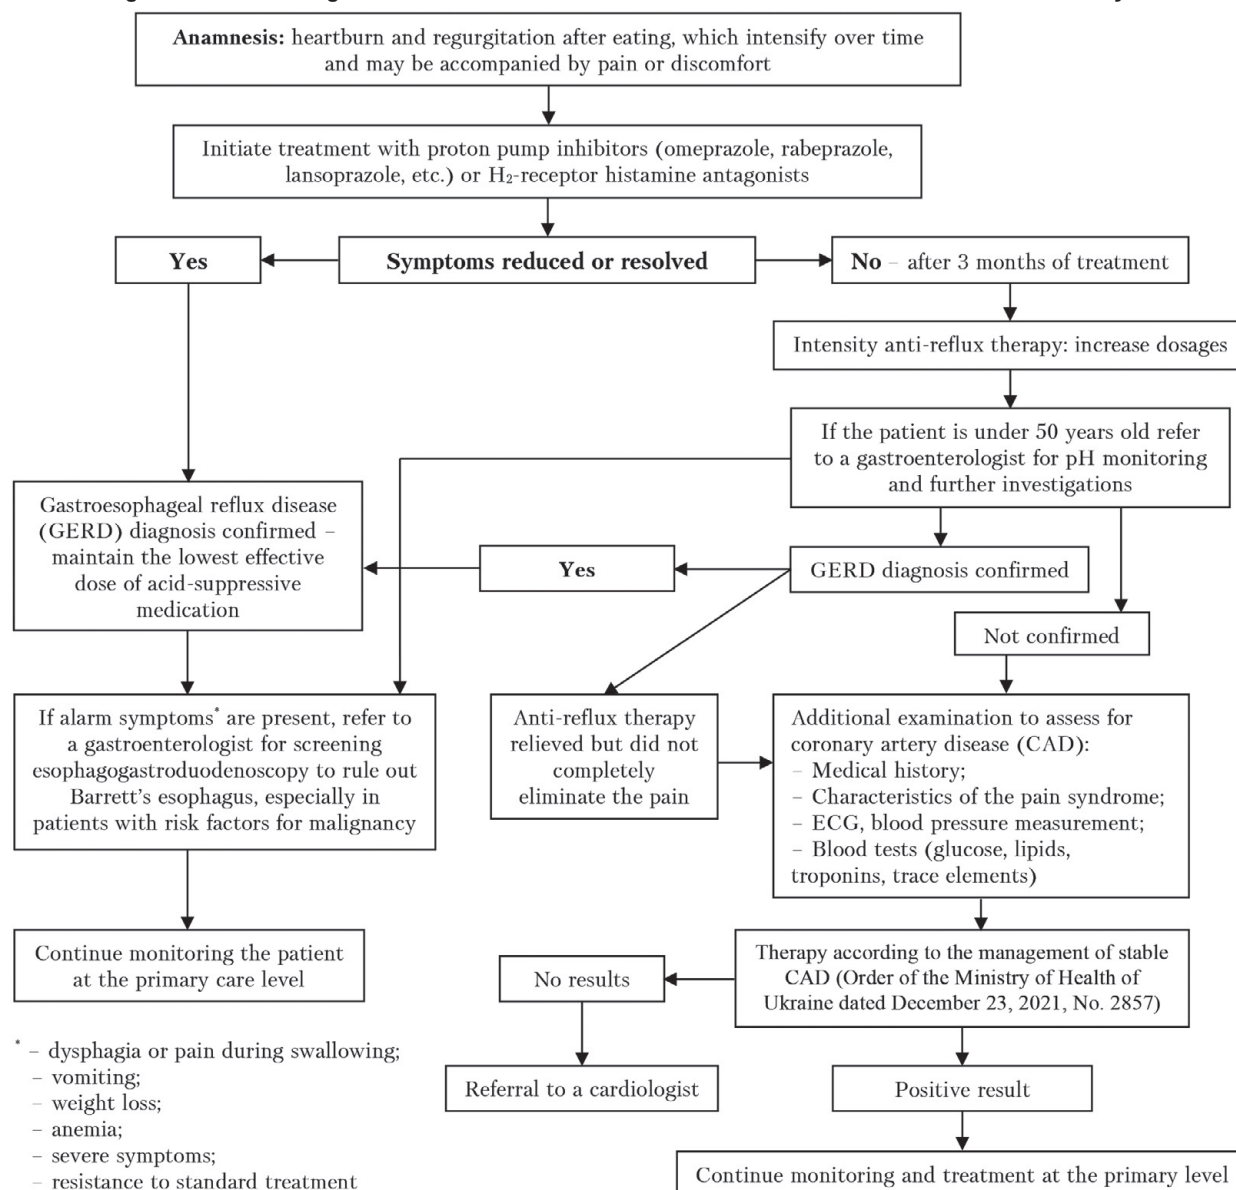 Anamnesis: heartburn and regurgitation after eating, which intensify over time
and may be accompanied by pain or discomfort
Initiate treatment with proton pump inhibitors (omeprazole, rabeprazole,
lansoprazole, etc.) or H₂-receptor histamine antagonists
Yes
Symptoms reduced or resolved
No – after 3 months of treatment
Intensity anti-reflux therapy: increase dosages
If the patient is under 50 years old refer
to a gastroenterologist for pH monitoring
and further investigations
Gastroesophageal reflux disease
(GERD) diagnosis confirmed –
maintain the lowest effective
dose of acid-suppressive
medication
Yes
GERD diagnosis confirmed
Not confirmed
If alarm symptoms* are present, refer to
a gastroenterologist for screening
esophagogastroduodenoscopy to rule out
Barrett's esophagus, especially in
patients with risk factors for malignancy
Anti-reflux therapy
relieved but did not
completely
eliminate the pain
Additional examination to assess for
coronary artery disease (CAD):
– Medical history;
– Characteristics of the pain syndrome;
– ECG, blood pressure measurement;
– Blood tests (glucose, lipids,
troponins, trace elements)
Continue monitoring the patient
at the primary care level
No results
Therapy according to the management of stable
CAD (Order of the Ministry of Health of
Ukraine dated December 23, 2021, No. 2857)
Referral to a cardiologist
Positive result
Continue monitoring and treatment at the primary level
* – dysphagia or pain during swallowing;
– vomiting;
– weight loss;
– anemia;
– severe symptoms;
– resistance to standard treatment